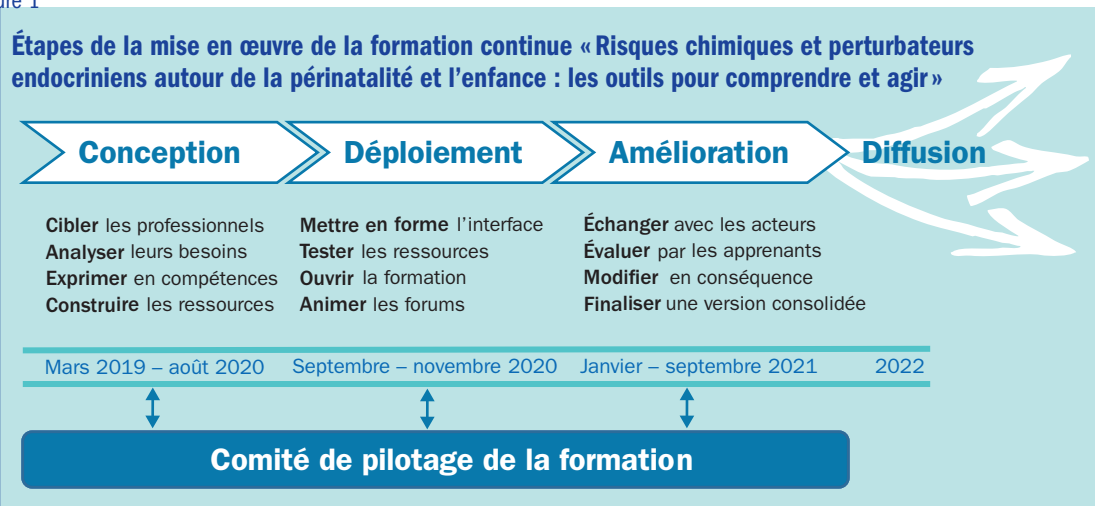 Étapes de la mise en œuvre de la formation continue « Risques chimiques et perturbateurs
endocriniens autour de la périnatalité et l’enfance : les outils pour comprendre et agir »
Conception
Déploiement
Amélioration
Diffusion
Cibler les professionnels
Analyser leurs besoins
Exprimer en compétences
Construire les ressources
Mettre en forme l’interface
Tester les ressources
Ouvrir la formation
Animer les forums
Échanger avec les acteurs
Évaluer par les apprenants
Modifier en conséquence
Finaliser une version consolidée
Mars 2019 – août 2020
Septembre – novembre 2020
Janvier – septembre 2021
2022
Comité de pilotage de la formation